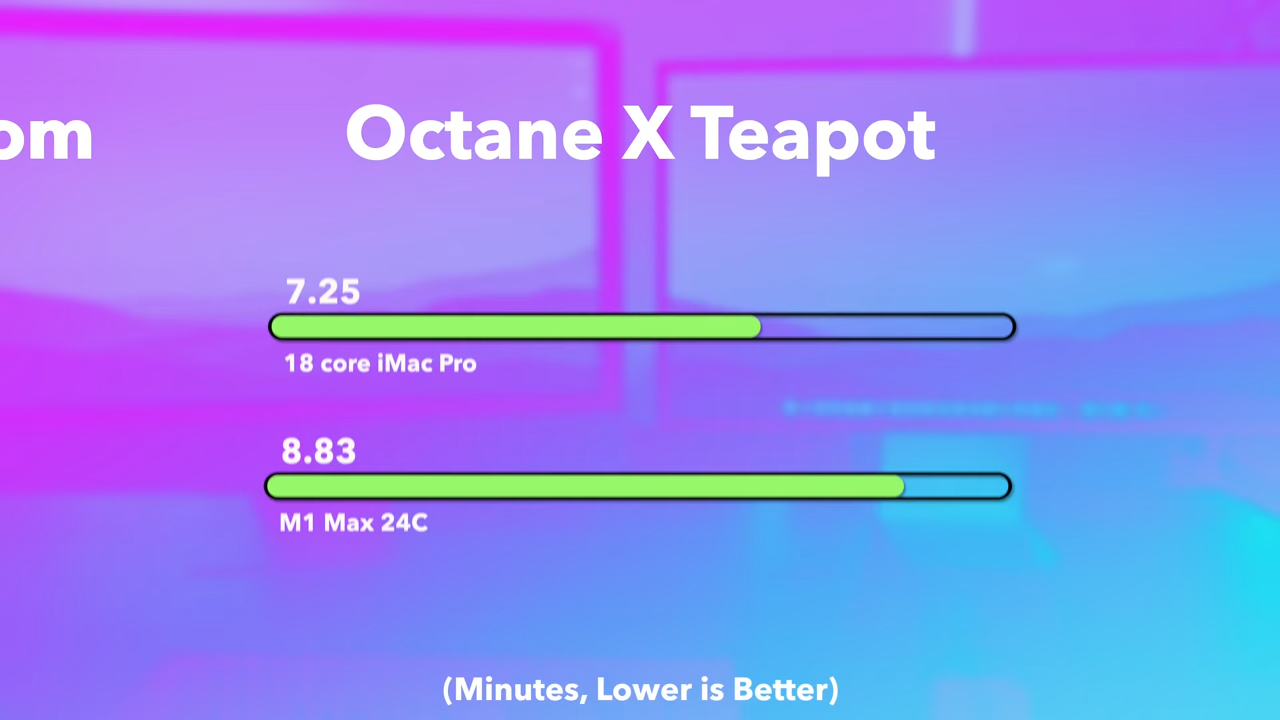 om
Octane X Teapot
7.25
18 core iMac Pro
8.83
M1 Max 24C
(Minutes, Lower is Better)